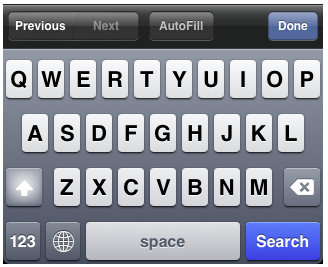 Previous Next AutoFill Done
Q W E R T Y U I O P
A S D F G H J K L
Z X C V B N M
123 space Search